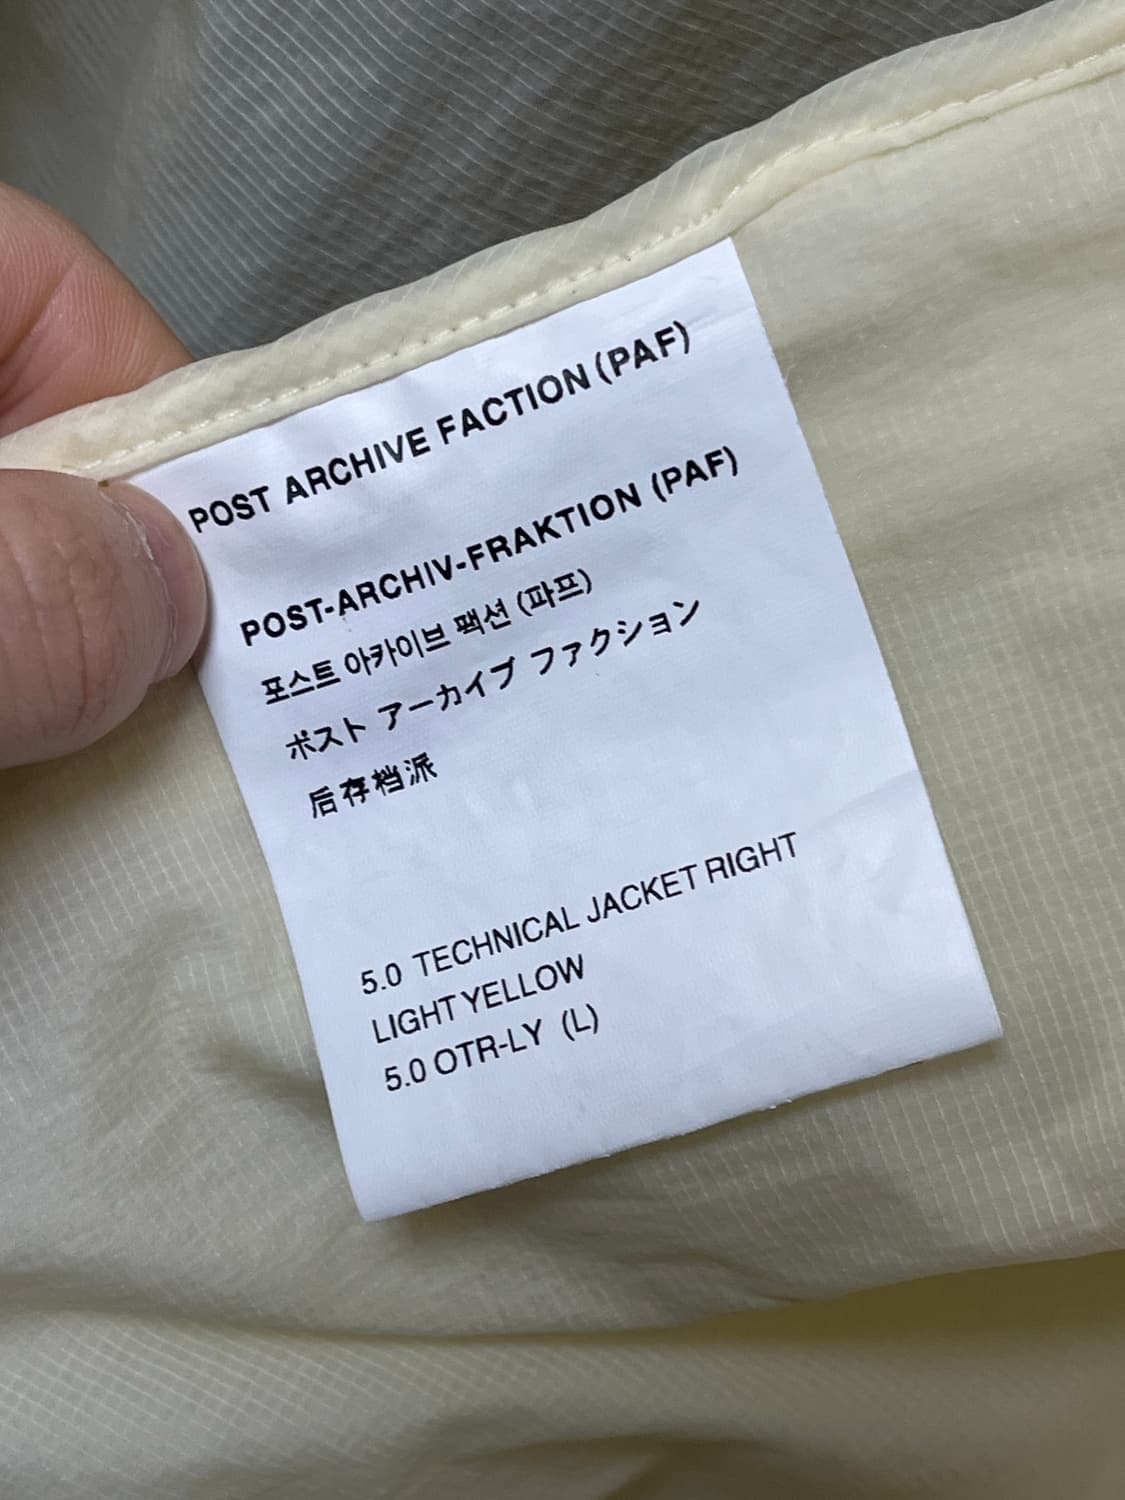 POST ARCHIVE FACTION (PAF)
POST-ARCHIV-FRAKTION (PAF)
포스트 아카이브 팩션 (파프)
ポスト アーカイブ ファクション
后存档派
5.0 TECHNICAL JACKET RIGHT
LIGHT YELLOW
5.0 OTR-LY (L)